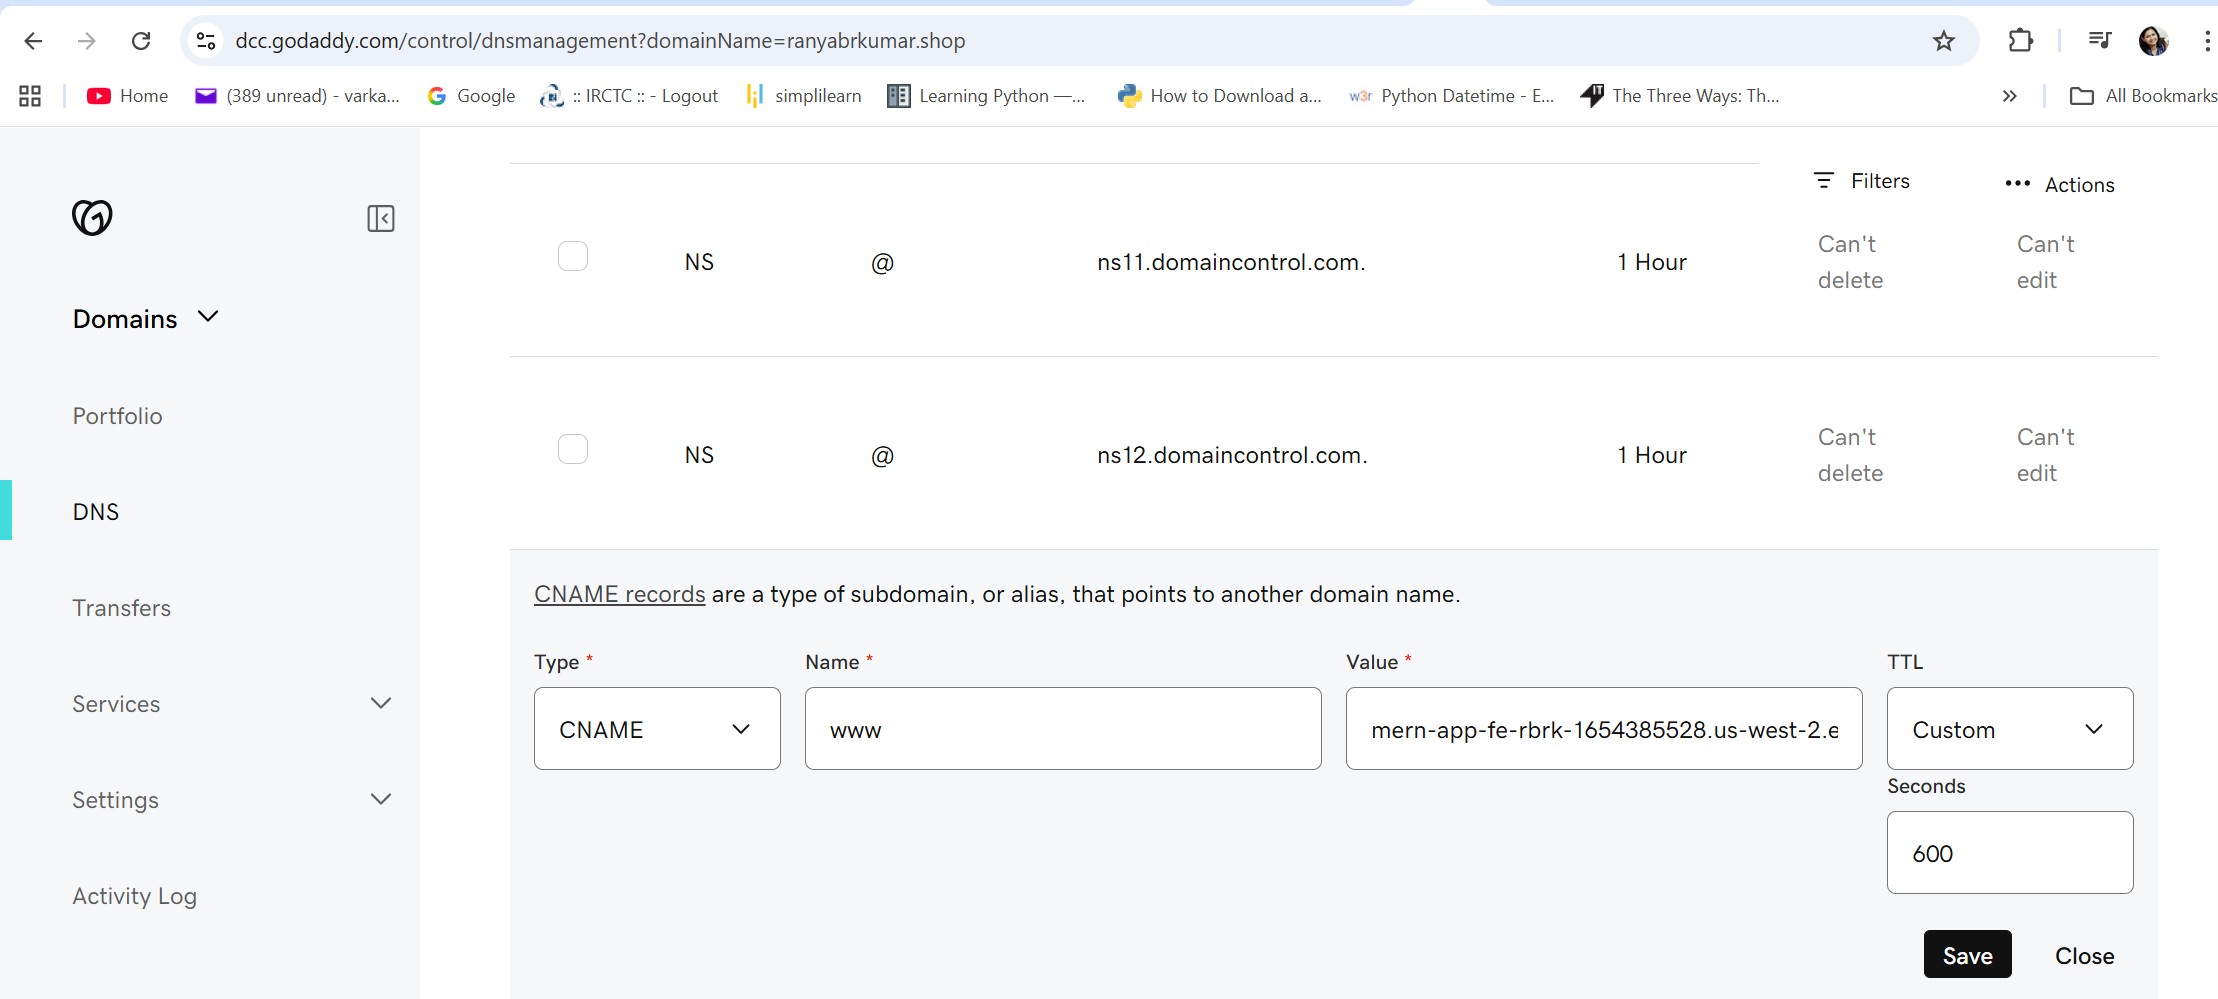 dcc.godaddy.com/control/dnsmanagement?domainName=ranyabrkumar.shop
Home (389 unread) - varka... Google :: IRCTC :: - Logout simplilearn Learning Python —... How to Download a... w3r Python Datetime - E... The Three Ways: Th... » All Bookmarks
Filters ••• Actions
NS @ ns11.domaincontrol.com. 1 Hour Can't delete Can't edit
Domains
Portfolio
NS @ ns12.domaincontrol.com. 1 Hour Can't delete Can't edit
DNS
CNAME records are a type of subdomain, or alias, that points to another domain name.
Transfers
Type * Name * Value * TTL
Services
CNAME www mern-app-fe-rbrk-1654385528.us-west-2.e Custom
Settings
Seconds
600
Activity Log
Save Close